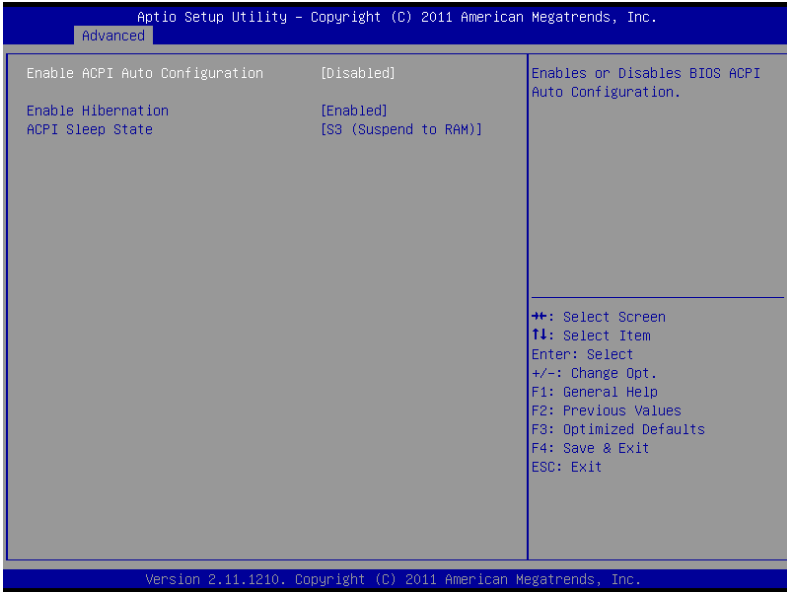 Aptio Setup Utility – Copyright (C) 2011 American Megatrends, Inc.
Advanced
Enable ACPI Auto Configuration [Disabled]
Enable Hibernation [Enabled]
ACPI Sleep State [S3 (Suspend to RAM)]
Enables or Disables BIOS ACPI
Auto Configuration.
→←: Select Screen
↑↓: Select Item
Enter: Select
+/-: Change Opt.
F1: General Help
F2: Previous Values
F3: Optimized Defaults
F4: Save & Exit
ESC: Exit
Version 2.11.1210. Copyright (C) 2011 American Megatrends, Inc.